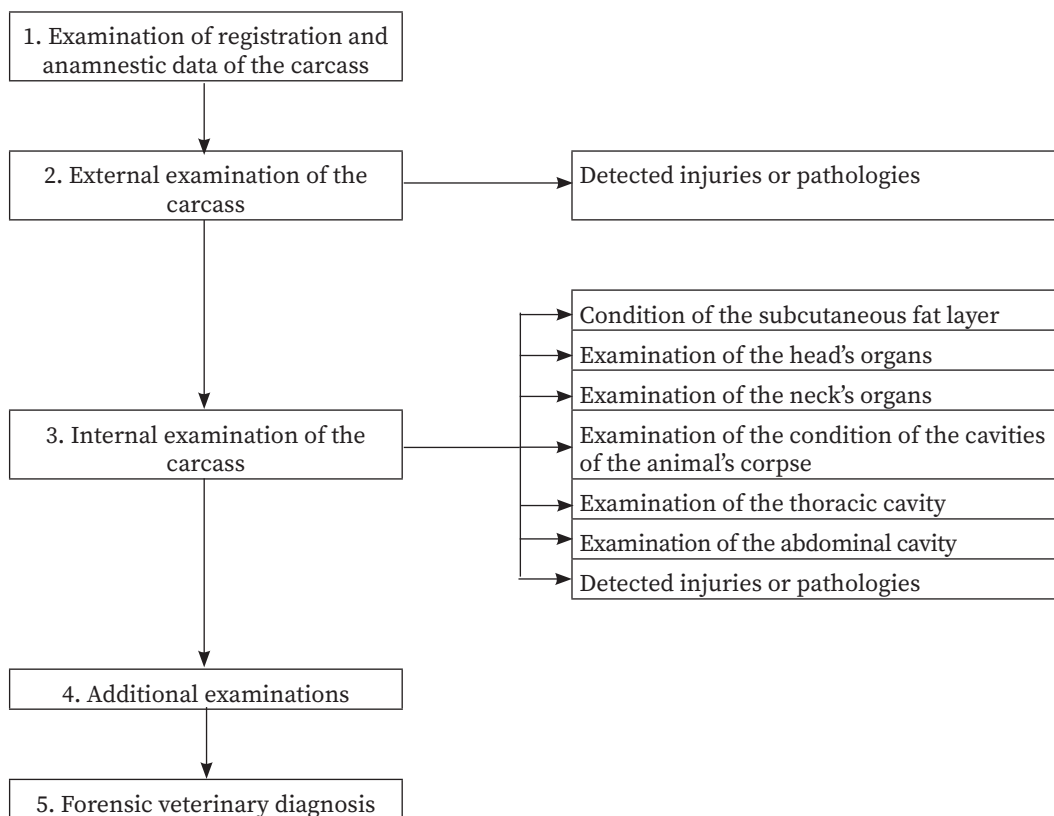 1. Examination of registration and
anamnestic data of the carcass
2. External examination of the
carcass
Detected injuries or pathologies
3. Internal examination of the
carcass
Condition of the subcutaneous fat layer
Examination of the head’s organs
Examination of the neck’s organs
Examination of the condition of the cavities
of the animal’s corpse
Examination of the thoracic cavity
Examination of the abdominal cavity
Detected injuries or pathologies
4. Additional examinations
5. Forensic veterinary diagnosis